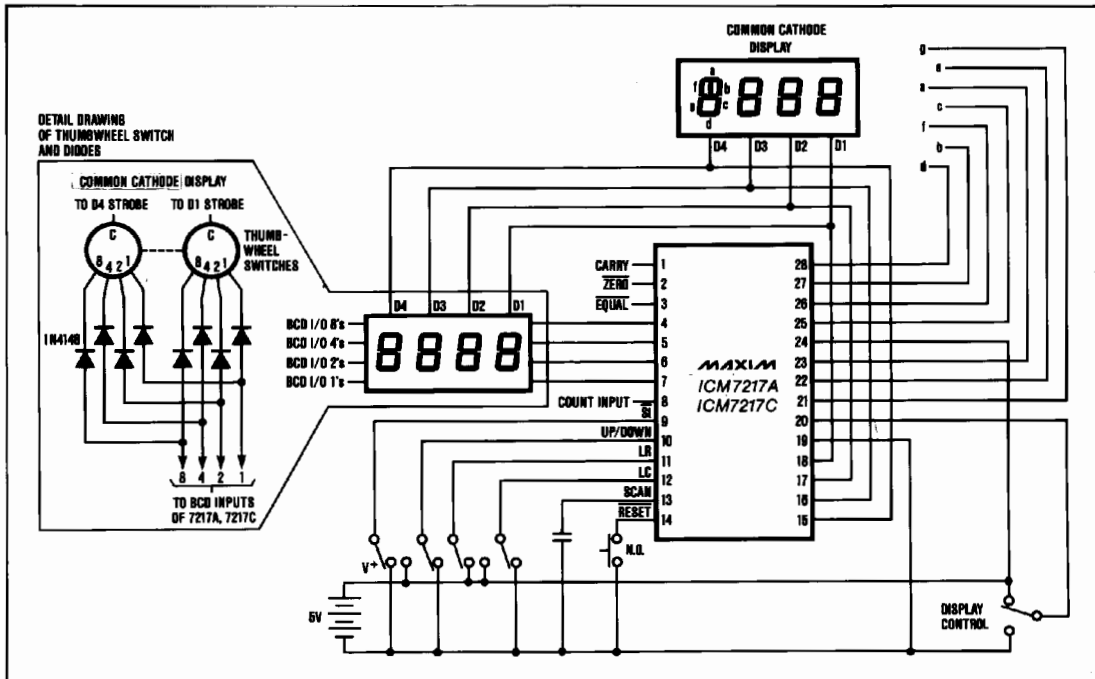 COMMON CATHODE
DISPLAY
a
f
b
e
c
d
D4
D3
D2
D1
g
e
a
c
f
b
d
DETAIL DRAWING
OF THUMBWHEEL SWITCH
AND DIODES
COMMON CATHODE DISPLAY
TO D4 STROBE
TO D1 STROBE
C
8 4 2 1
C
8 4 2 1
THUMB-
WHEEL
SWITCHES
1N4148
8 4 2 1
TO BCD INPUTS
OF 7217A, 7217C
D4
D3
D2
D1
BCD I/O 8's
BCD I/O 4's
BCD I/O 2's
BCD I/O 1's
CARRY
ZERO
EQUAL
COUNT INPUT
UP/DOWN
LR
LC
SCAN
RESET
1
2
3
4
5
6
7
8
9
10
11
12
13
14
MAXIM
ICM7217A
ICM7217C
28
27
26
25
24
23
22
21
20
19
18
17
16
15
N.O.
V+
5V
DISPLAY
CONTROL